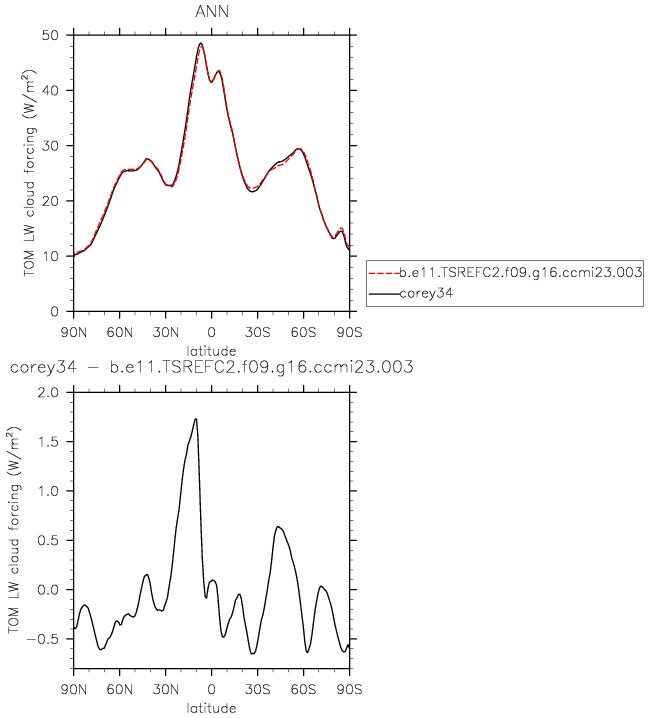 ANN
TOM LW cloud forcing (W/m²)
50
40
30
20
10
0
90N 60N 30N 0 30S 60S 90S
latitude
b.e11.TSREFC2.f09.g16.ccmi23.003
corey34
corey34 − b.e11.TSREFC2.f09.g16.ccmi23.003
TOM LW cloud forcing (W/m²)
2.0
1.5
1.0
0.5
0.0
−0.5
90N 60N 30N 0 30S 60S 90S
latitude